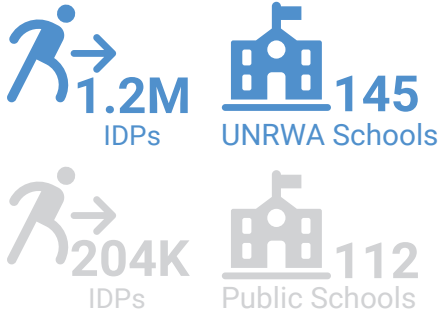 1.2M
IDPs
145
UNRWA Schools
204K
IDPs
112
Public Schools